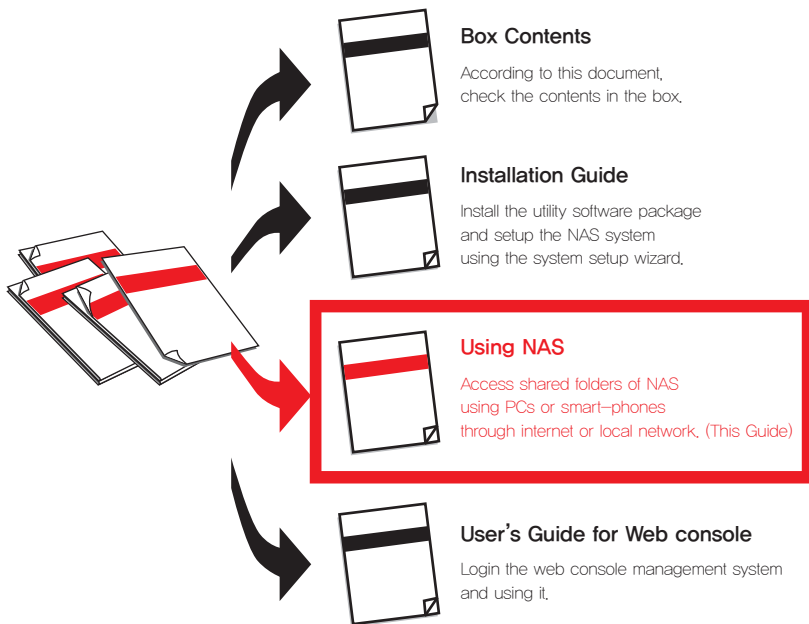 Box Contents
According to this document,
check the contents in the box.
Installation Guide
Install the utility software package
and setup the NAS system
using the system setup wizard.
Using NAS
Access shared folders of NAS
using PCs or smart-phones
through internet or local network. (This Guide)
User's Guide for Web console
Login the web console management system
and using it.